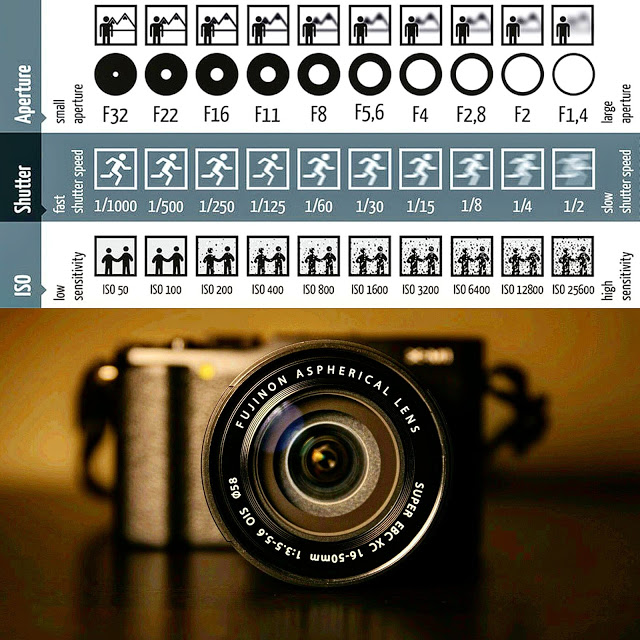 Aperture
small aperture
F32 F22 F16 F11 F8 F5,6 F4 F2,8 F2 F1,4
large aperture
Shutter
fast shutter speed
1/1000 1/500 1/250 1/125 1/60 1/30 1/15 1/8 1/4 1/2
slow shutter speed
ISO
low sensitivity
ISO 50 ISO 100 ISO 200 ISO 400 ISO 800 ISO 1600 ISO 3200 ISO 6400 ISO 12800 ISO 25600
high sensitivity
FUJINON ASPHERICAL LENS
SUPER EBC XC 16-50mm 1:3.5-5.6 OIS Φ58